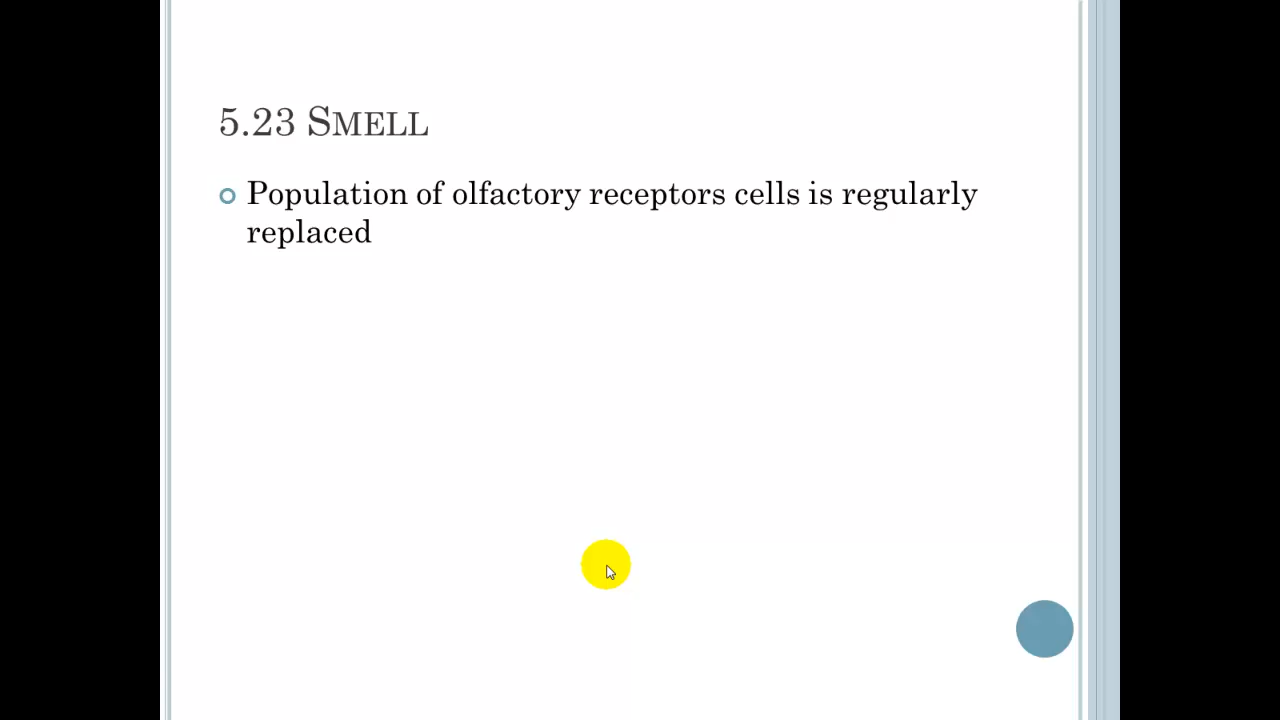 5.23 SMELL
Population of olfactory receptors cells is regularly
replaced